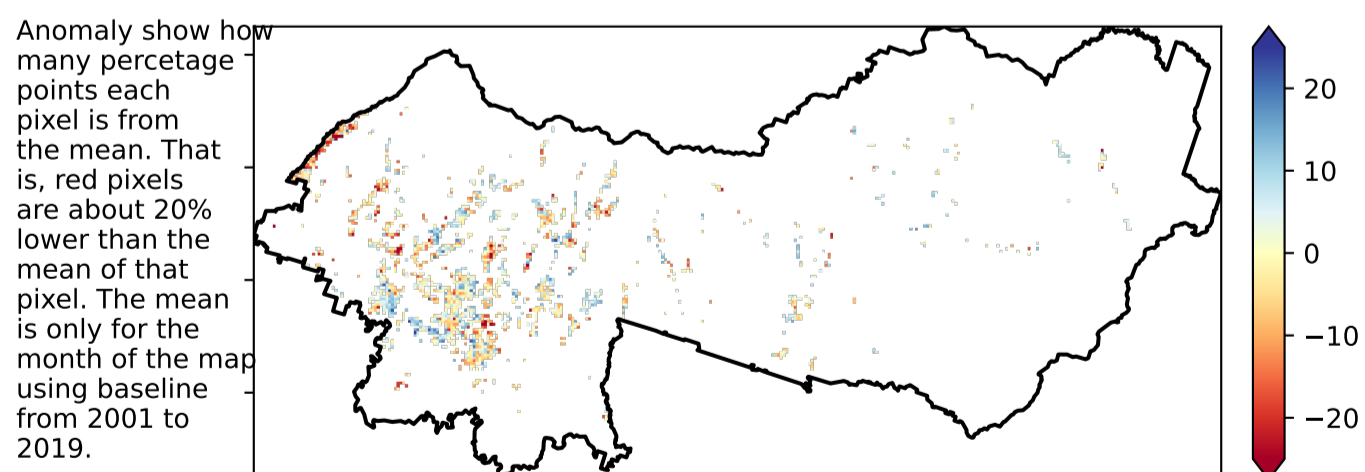 Anomaly show how
many percetage
points each
pixel is from
the mean. That
is, red pixels
are about 20%
lower than the
mean of that
pixel. The mean
is only for the
month of the map
using baseline
from 2001 to
2019.
20
10
0
−10
−20